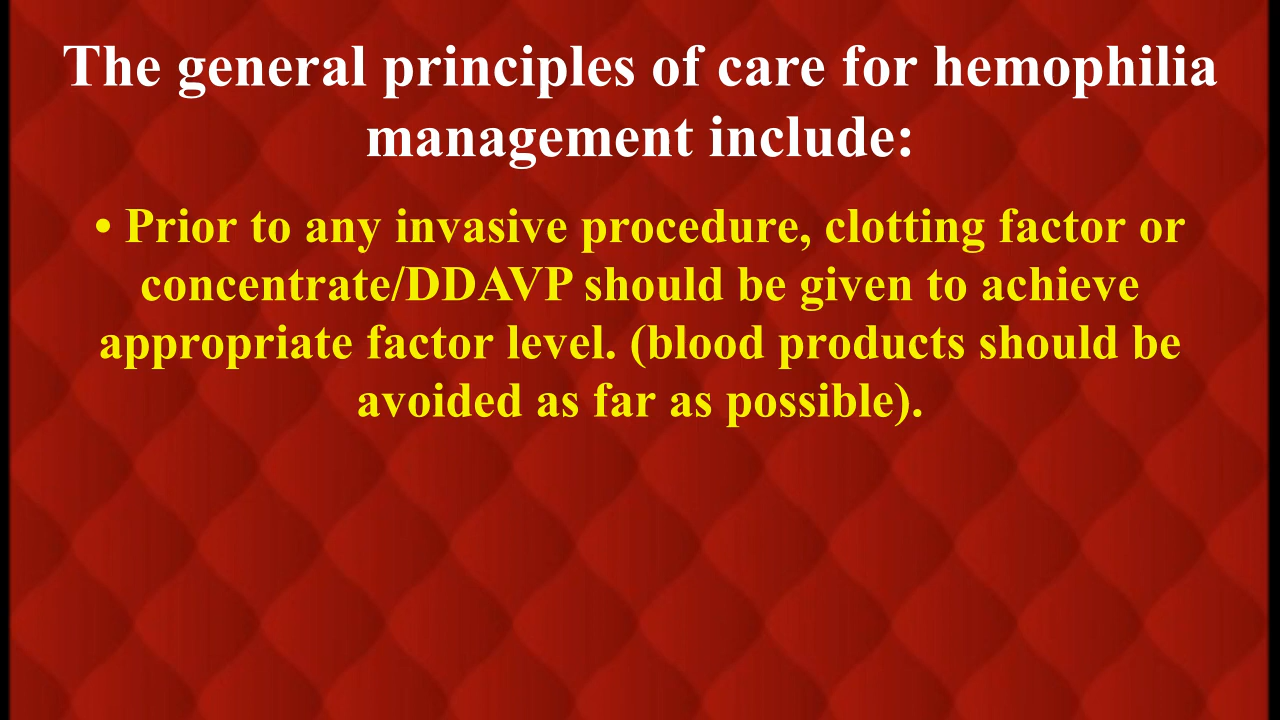 The general principles of care for hemophilia
management include:
• Prior to any invasive procedure, clotting factor or
concentrate/DDAVP should be given to achieve
appropriate factor level. (blood products should be
avoided as far as possible).